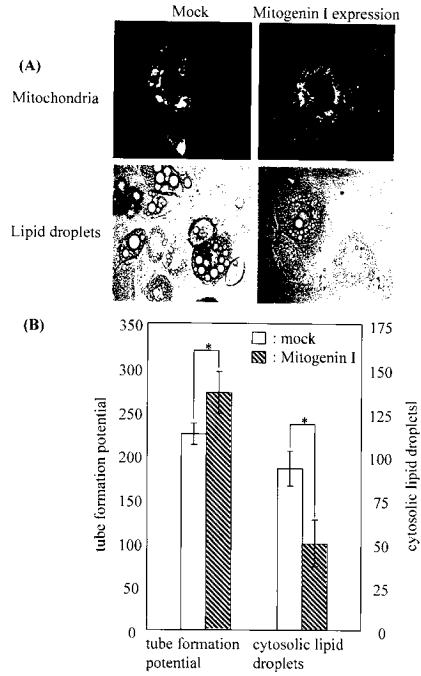 Mock
Mitogenin I expression
(A)
Mitochondria
Lipid droplets
(B)
350
300
250
200
150
100
50
0
tube formation potential
: mock
: Mitogenin I
*
*
175
150
125
100
75
50
25
0
cytosolic lipid droplets|
tube formation
potential
cytosolic lipid
droplets